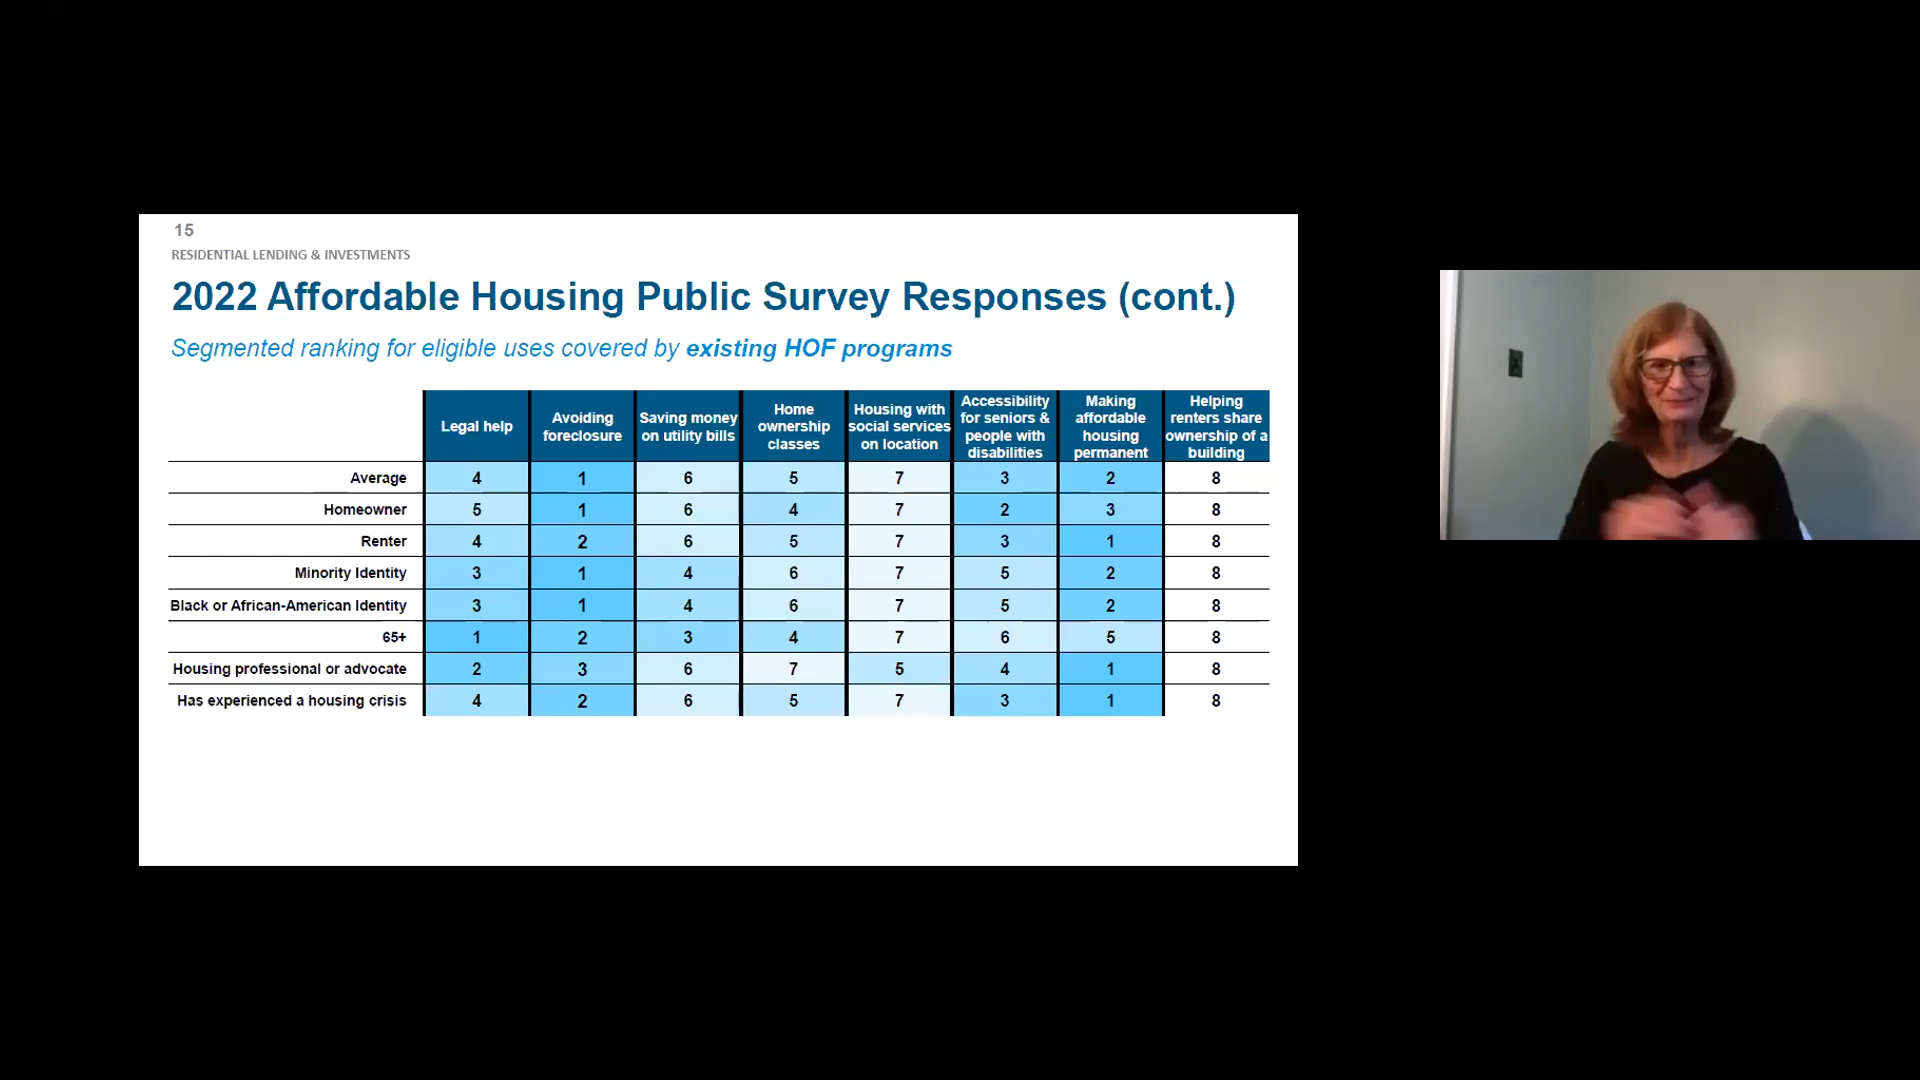 15
RESIDENTIAL LENDING & INVESTMENTS
2022 Affordable Housing Public Survey Responses (cont.)
Segmented ranking for eligible uses covered by existing HOF programs
Legal help
Avoiding
foreclosure
Saving money
on utility bills
Home
ownership
classes
Housing with
social services
on location
Accessibility
for seniors &
people with
disabilities
Making
affordable
housing
permanent
Helping
renters share
ownership of a
building
Average 4 1 6 5 7 3 2 8
Homeowner 5 1 6 4 7 2 3 8
Renter 4 2 6 5 7 3 1 8
Minority Identity 3 1 4 6 7 5 2 8
Black or African-American Identity 3 1 4 6 7 5 2 8
65+ 1 2 3 4 7 6 5 8
Housing professional or advocate 2 3 6 7 5 4 1 8
Has experienced a housing crisis 4 2 6 5 7 3 1 8